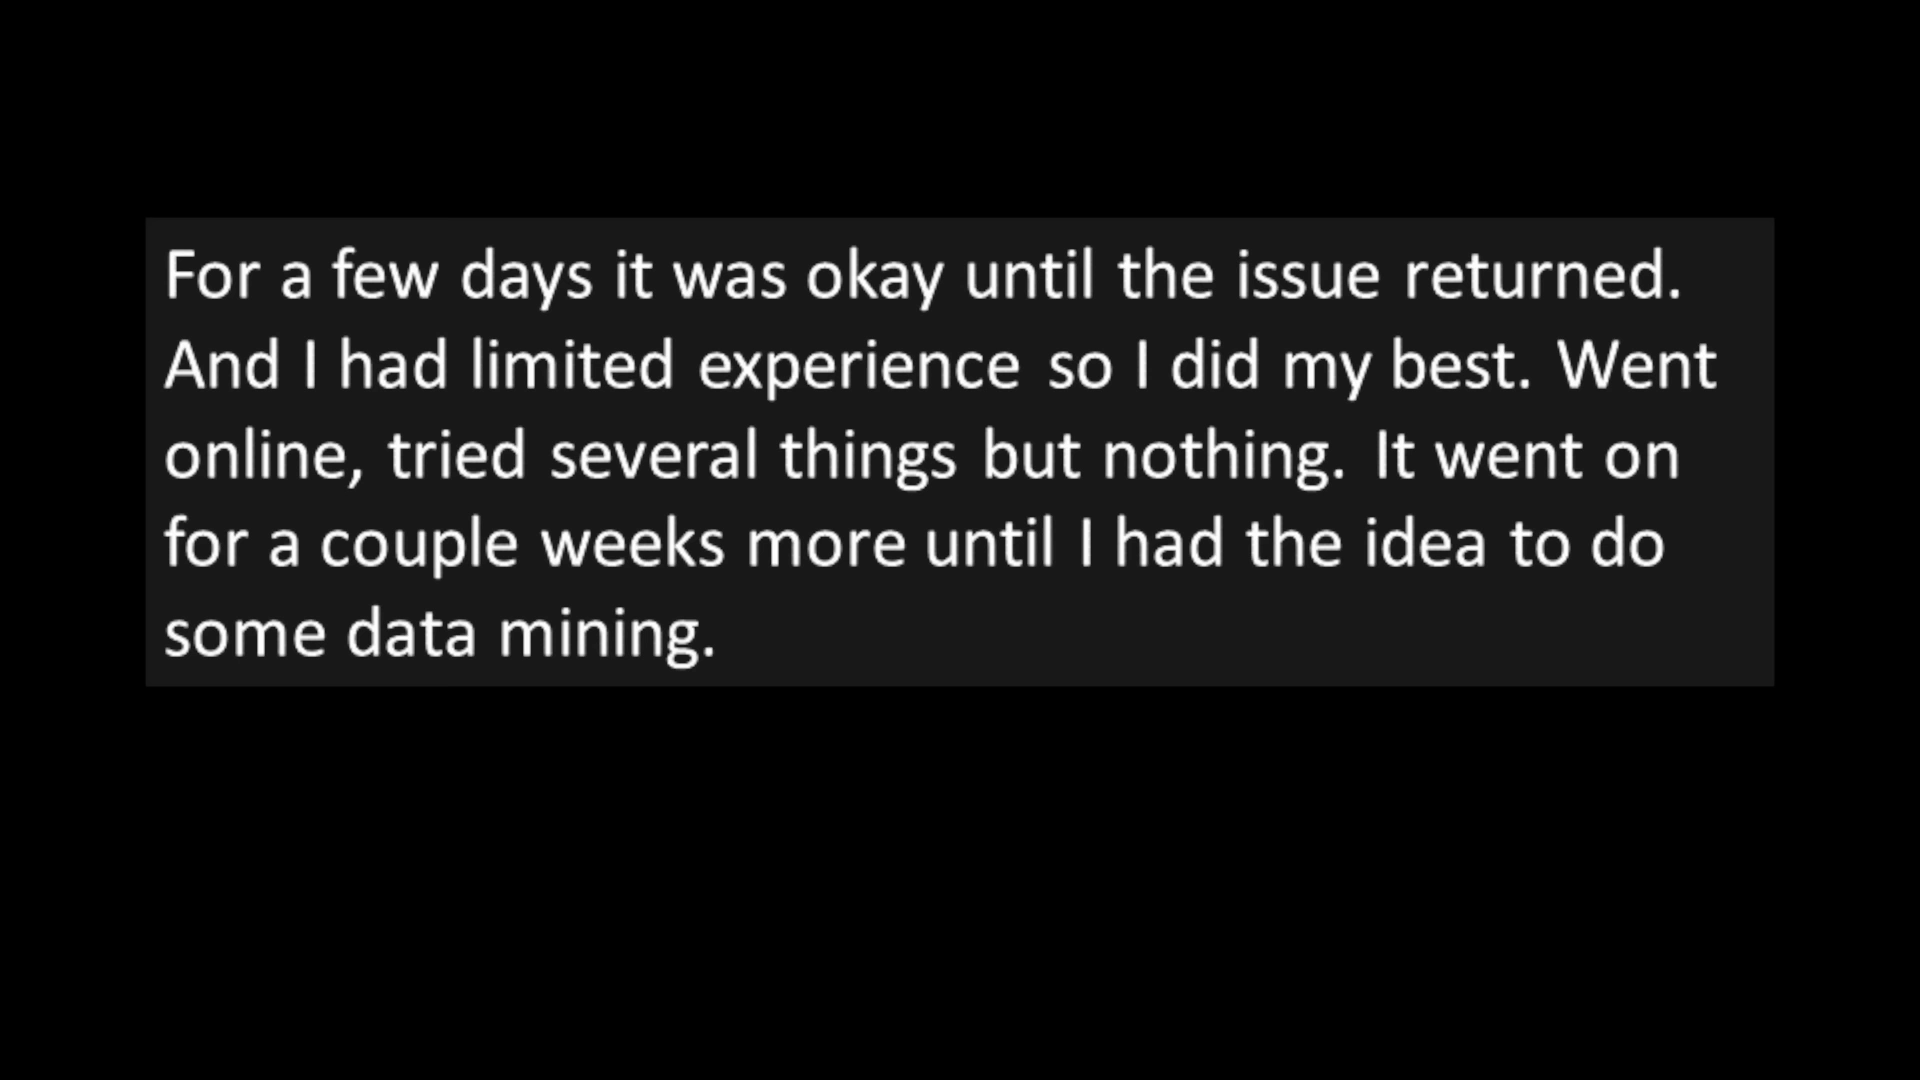 For a few days it was okay until the issue returned.
And I had limited experience so I did my best. Went
online, tried several things but nothing. It went on
for a couple weeks more until I had the idea to do
some data mining.